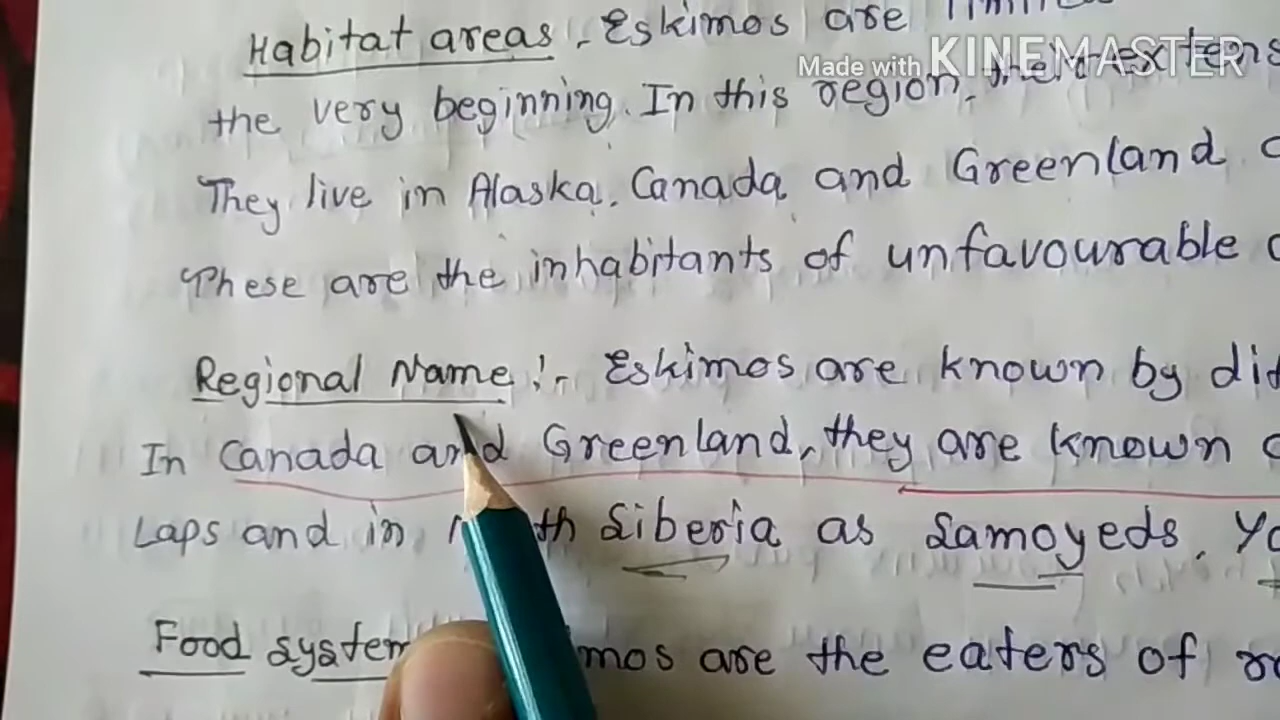 Habitat areas - Eskimos are
Made with KINEMASTER
the very beginning. In this region, their
They live in Alaska. Canada and Greenland
These are the inhabitants of unfavourable
Regional Name :- Eskimos are known by
In Canada and Greenland, they are known
Laps and in Siberia as Samoyeds.
Food system are the eaters of